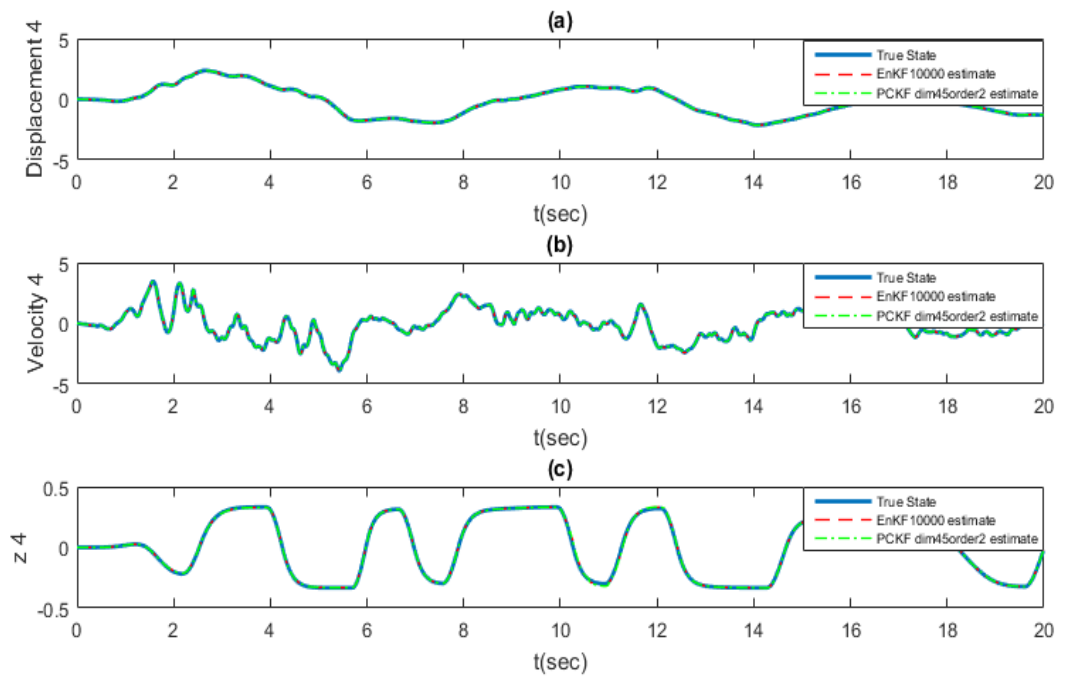 (a)
Displacement 4
5
0
-5
True State
EnKF10000 estimate
PCKF dim45order2 estimate
0 2 4 6 8 10 12 14 16 18 20
t(sec)
(b)
Velocity 4
5
0
-5
True State
EnKF10000 estimate
PCKF dim45order2 estimate
0 2 4 6 8 10 12 14 16 18 20
t(sec)
(c)
z 4
0.5
0
-0.5
True State
EnKF10000 estimate
PCKF dim45order2 estimate
0 2 4 6 8 10 12 14 16 18 20
t(sec)